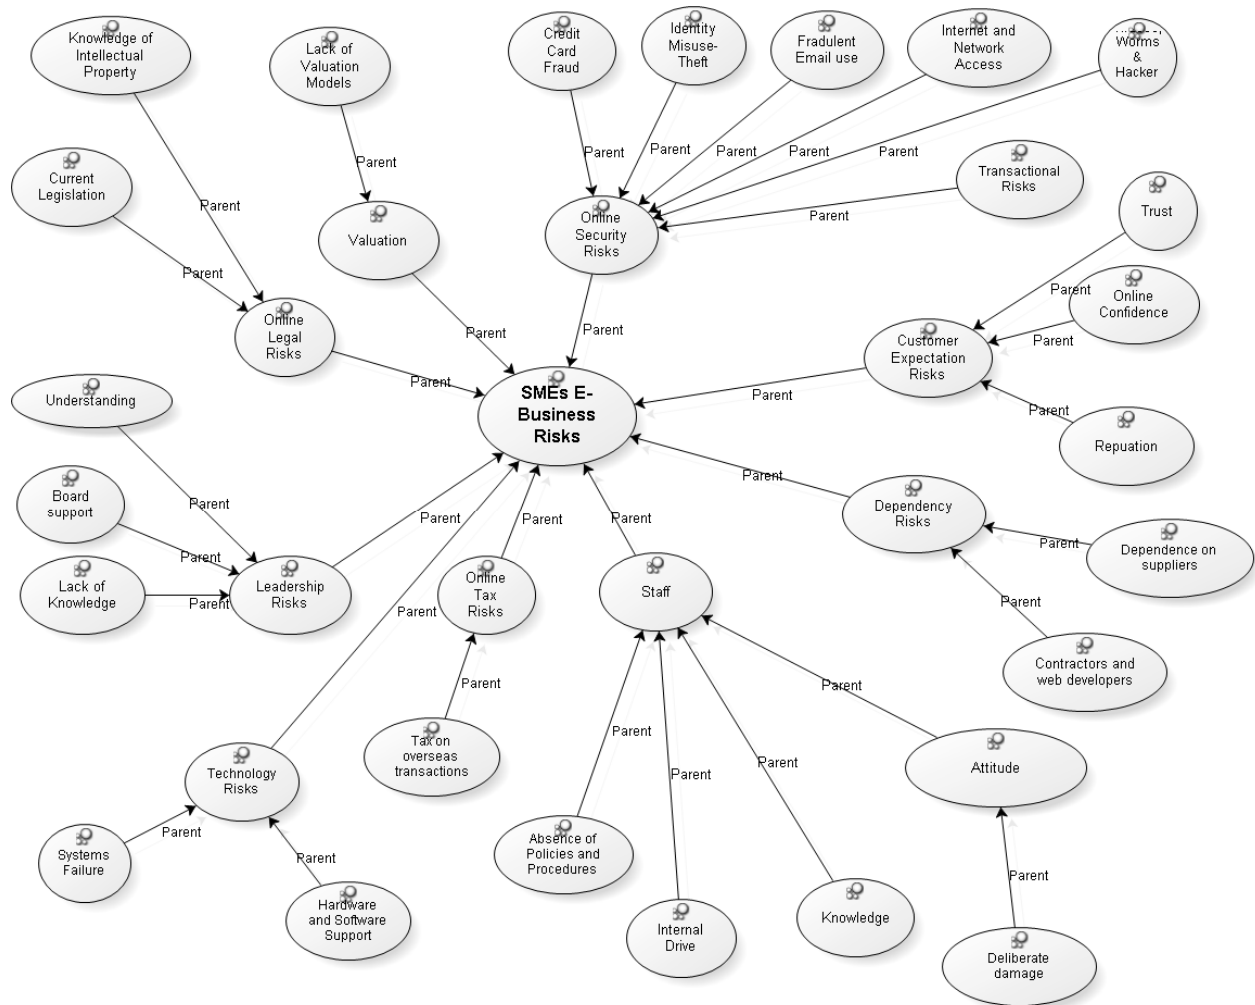 Knowledge of
Intellectual
Property
Lack of
Valuation
Models
Credit
Card
Fraud
Identity
Misuse-
Theft
Fradulent
Email use
Internet and
Network
Access
Worms
&
Hacker
Parent
Parent
Parent
Parent
Parent
Parent
Current
Legislation
Parent
Transactional
Risks
Trust
Parent
Valuation
Online
Security
Risks
Parent
Parent
Parent
Online
Confidence
Online
Legal
Risks
Parent
Parent
Customer
Expectation
Risks
Parent
Parent
SMEs E-
Business
Risks
Parent
Understanding
Parent
Repuation
Board
support
Parent
Parent
Parent
Parent
Parent
Dependency
Risks
Parent
Parent
Dependence on
suppliers
Lack of
Knowledge
Parent
Leadership
Risks
Online
Tax
Risks
Staff
Parent
Parent
Contractors and
web developers
Parent
Parent
Tax on
overseas
transactions
Parent
Parent
Parent
Attitude
Technology
Risks
Systems
Failure
Parent
Parent
Hardware
and Software
Support
Absence of
Policies and
Procedures
Internal
Drive
Knowledge
Parent
Deliberate
damage